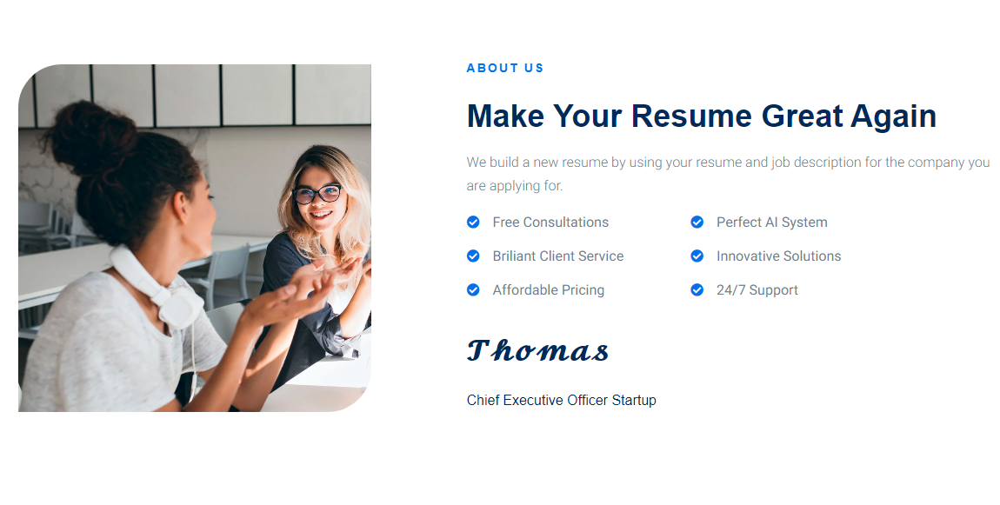 ABOUT US
Make Your Resume Great Again
We build a new resume by using your resume and job description for the company you
are applying for.
Free Consultations
Perfect AI System
Briliant Client Service
Innovative Solutions
Affordable Pricing
24/7 Support
Thomas
Chief Executive Officer Startup